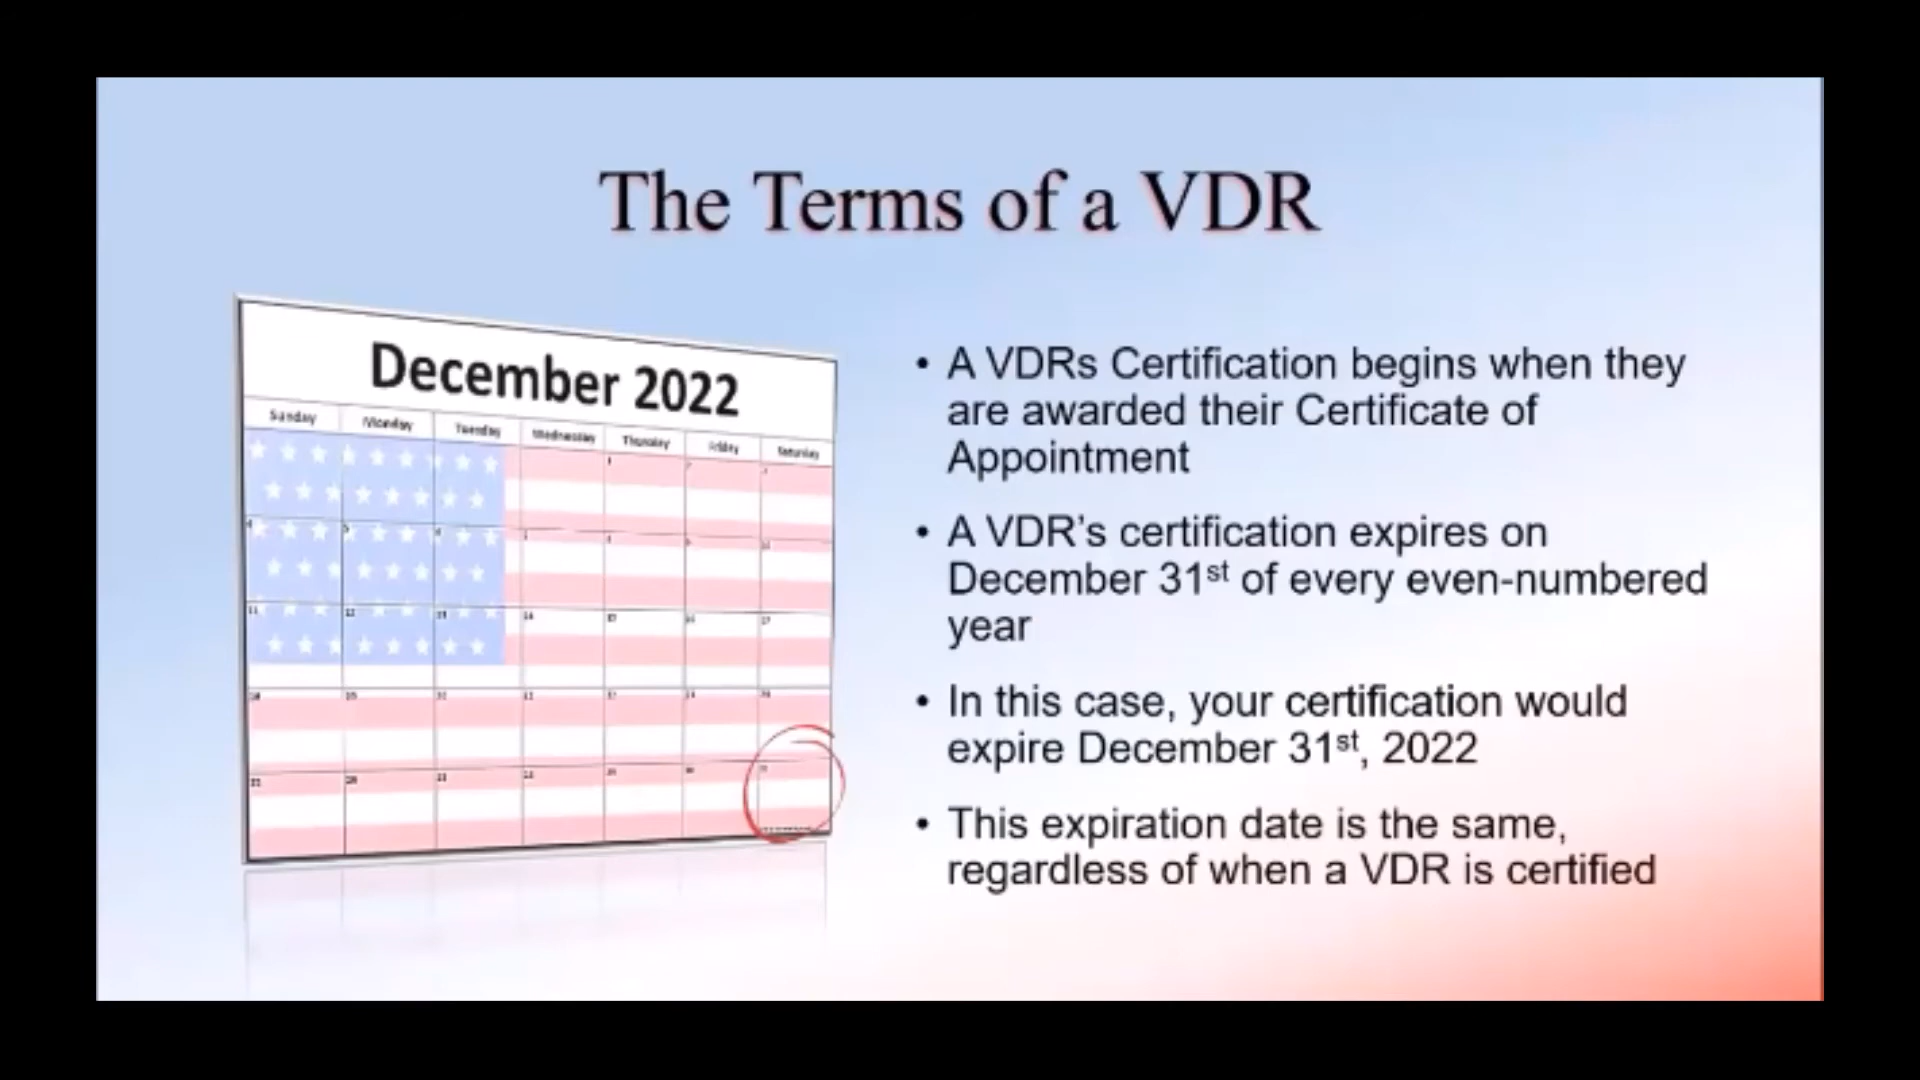 The Terms of a VDR
December 2022
Sunday Monday Tuesday Wednesday Thursday Friday Saturday
11 12 13
• A VDRs Certification begins when they
are awarded their Certificate of
Appointment
• A VDR’s certification expires on
December 31st of every even-numbered
year
• In this case, your certification would
expire December 31st, 2022
• This expiration date is the same,
regardless of when a VDR is certified